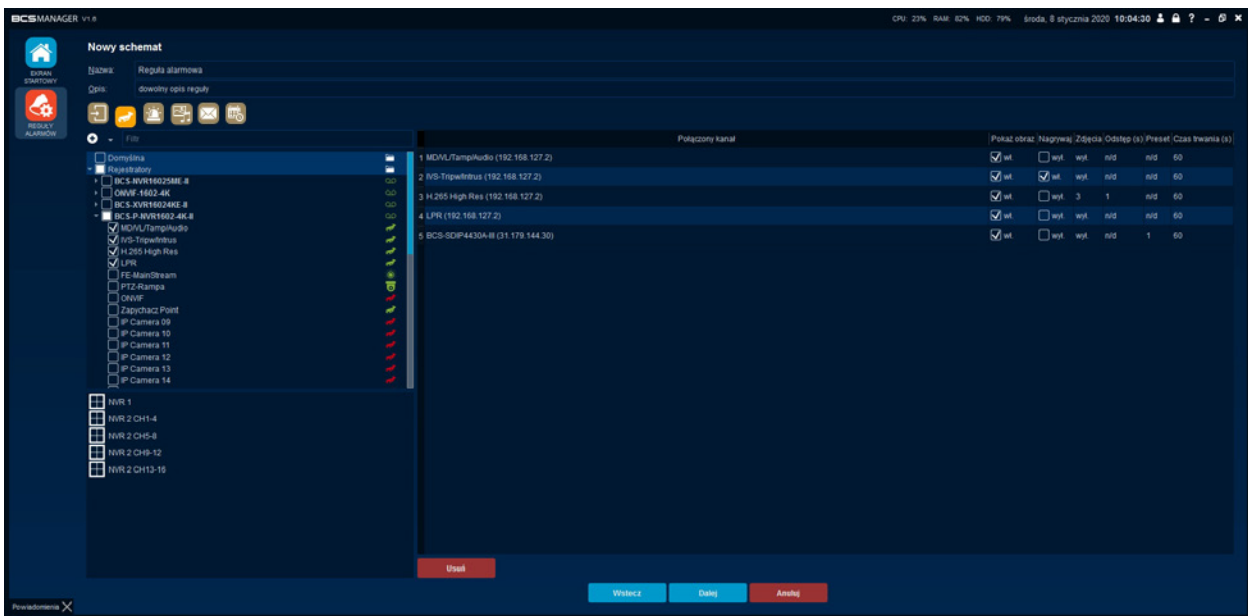 BCSMANAGER V1.6
CPU: 23% RAM: 82% HDD: 79% środa, 8 stycznia 2020 10:04:30 ? - ×
EKRAN STARTOWY
REGUŁY ALARMÓW
Nowy schemat
Nazwa: Reguła alarmowa
Opis: dowolny opis reguły
Filtr
Domyślna
Rejestratory
BCS-NVR16025ME-II
ONVIF-1602-4K
BCS-XVR16024KE-II
BCS-P-NVR1602-4K-II
MD/VL/Tamp/Audio
IVS-Tripw/Intrus
H.265 High Res
LPR
FE-MainStream
PTZ-Rampa
ONVIF
Zapychacz Point
IP Camera 09
IP Camera 10
IP Camera 11
IP Camera 12
IP Camera 13
IP Camera 14
NVR 1
NVR 2 CH1-4
NVR 2 CH5-8
NVR 2 CH9-12
NVR 2 CH13-16
Połączony kanał Pokaż obraz Nagrywaj Zdjęcia Odstęp (s) Preset Czas trwania (s)
1 MD/VL/Tamp/Audio (192.168.127.2) wł. wył. wył. n/d n/d 60
2 IVS-Tripw/Intrus (192.168.127.2) wł. wł. wył. n/d n/d 60
3 H.265 High Res (192.168.127.2) wł. wył. 3 1 n/d 60
4 LPR (192.168.127.2) wł. wył. wył. n/d n/d 60
5 BCS-SDIP4430A-III (31.179.144.30) wł. wył. wył. n/d 1 60
Usuń
Wstecz Dalej Anuluj
Powiadomienia